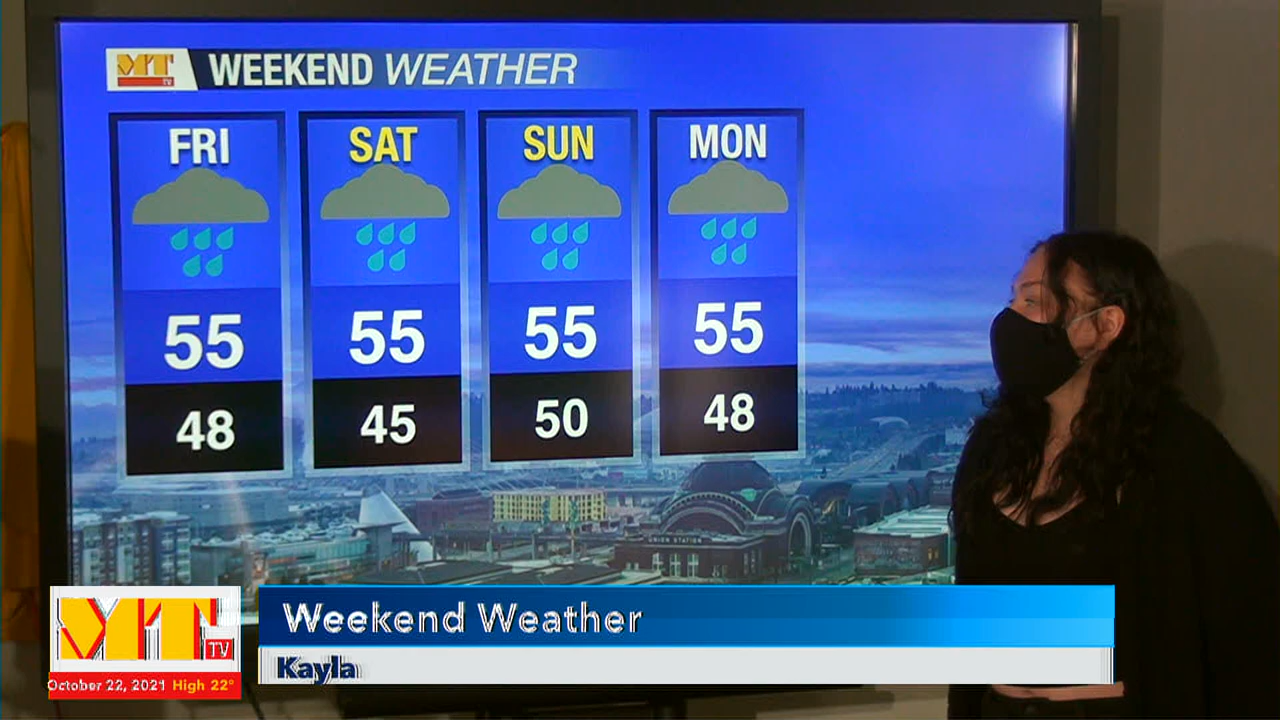 MT TV WEEKEND WEATHER
FRI SAT SUN MON
55 55 55 55
48 45 50 48
UNION STATION
MT TV
Weekend Weather
Kayla
October 22, 2021 High 22°